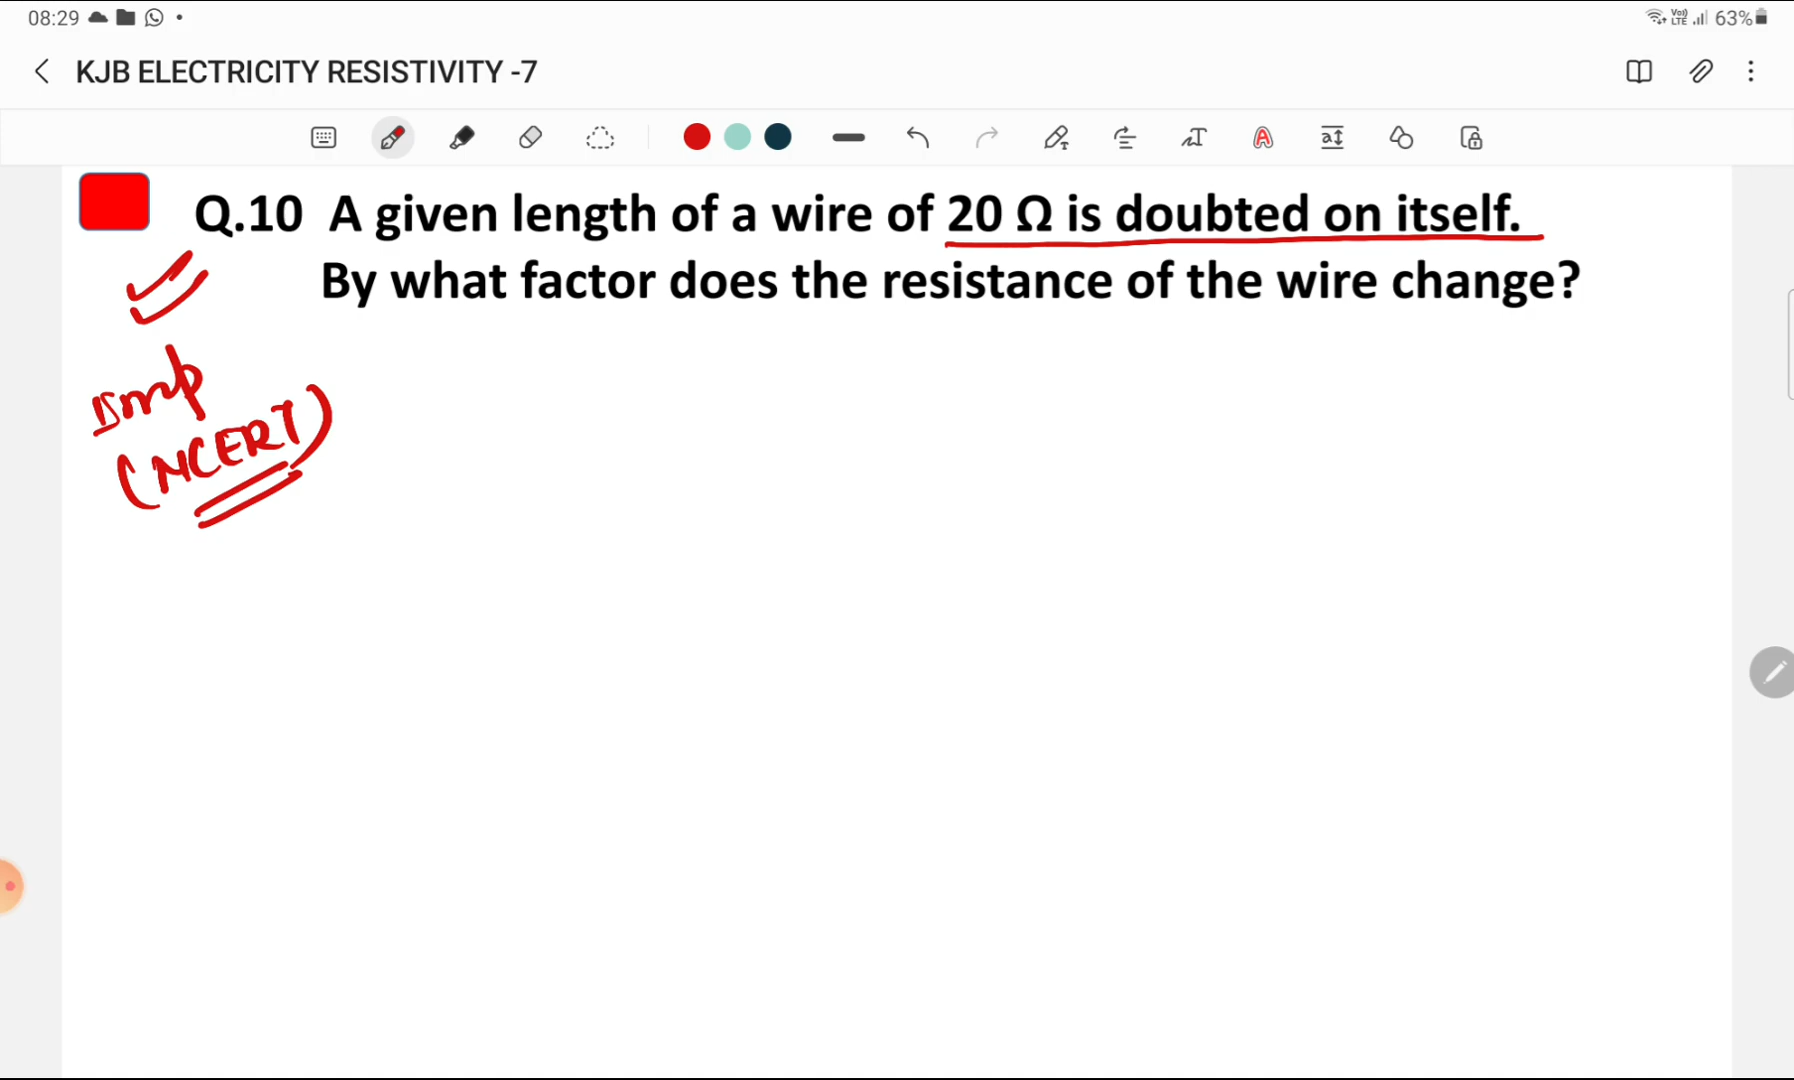 08:29
63%
KJB ELECTRICITY RESISTIVITY -7
Q.10 A given length of a wire of 20 Ω is doubted on itself.
By what factor does the resistance of the wire change?
Imp
(NCERT)